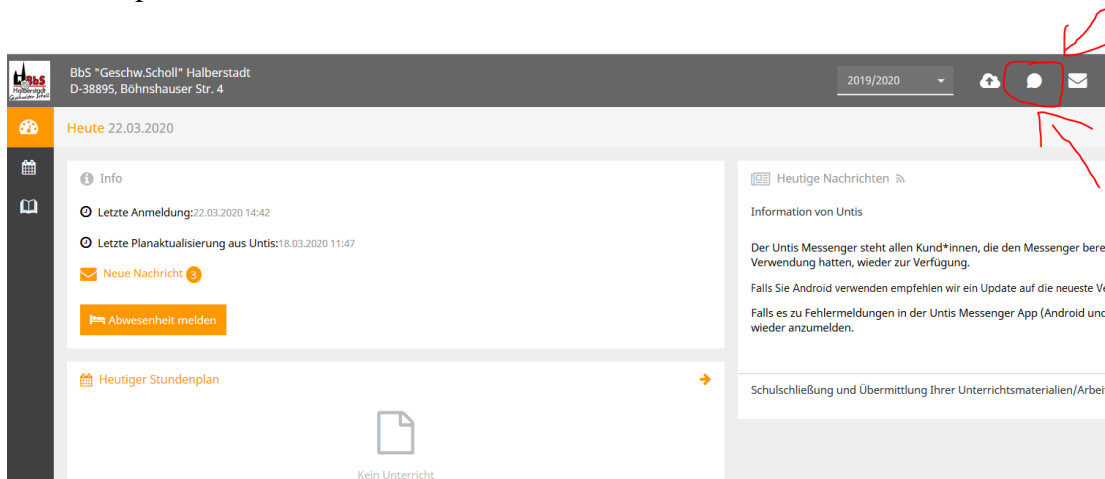 BbS "Geschw.Scholl" Halberstadt
D-38895, Böhnshauser Str. 4
2019/2020
BbS
Halberstadt
Heute 22.03.2020
Info
Letzte Anmeldung:22.03.2020 14:42
Letzte Planaktualisierung aus Untis:18.03.2020 11:47
Neue Nachricht 3
Abwesenheit melden
Heutiger Stundenplan
Kein Unterricht
Heutige Nachrichten
Information von Untis
Der Untis Messenger steht allen Kund*innen, die den Messenger bere
Verwendung hatten, wieder zur Verfügung.
Falls Sie Android verwenden empfehlen wir ein Update auf die neueste Ve
Falls es zu Fehlermeldungen in der Untis Messenger App (Android und
wieder anzumelden.
Schulschließung und Übermittlung Ihrer Unterrichtsmaterialien/Arbei